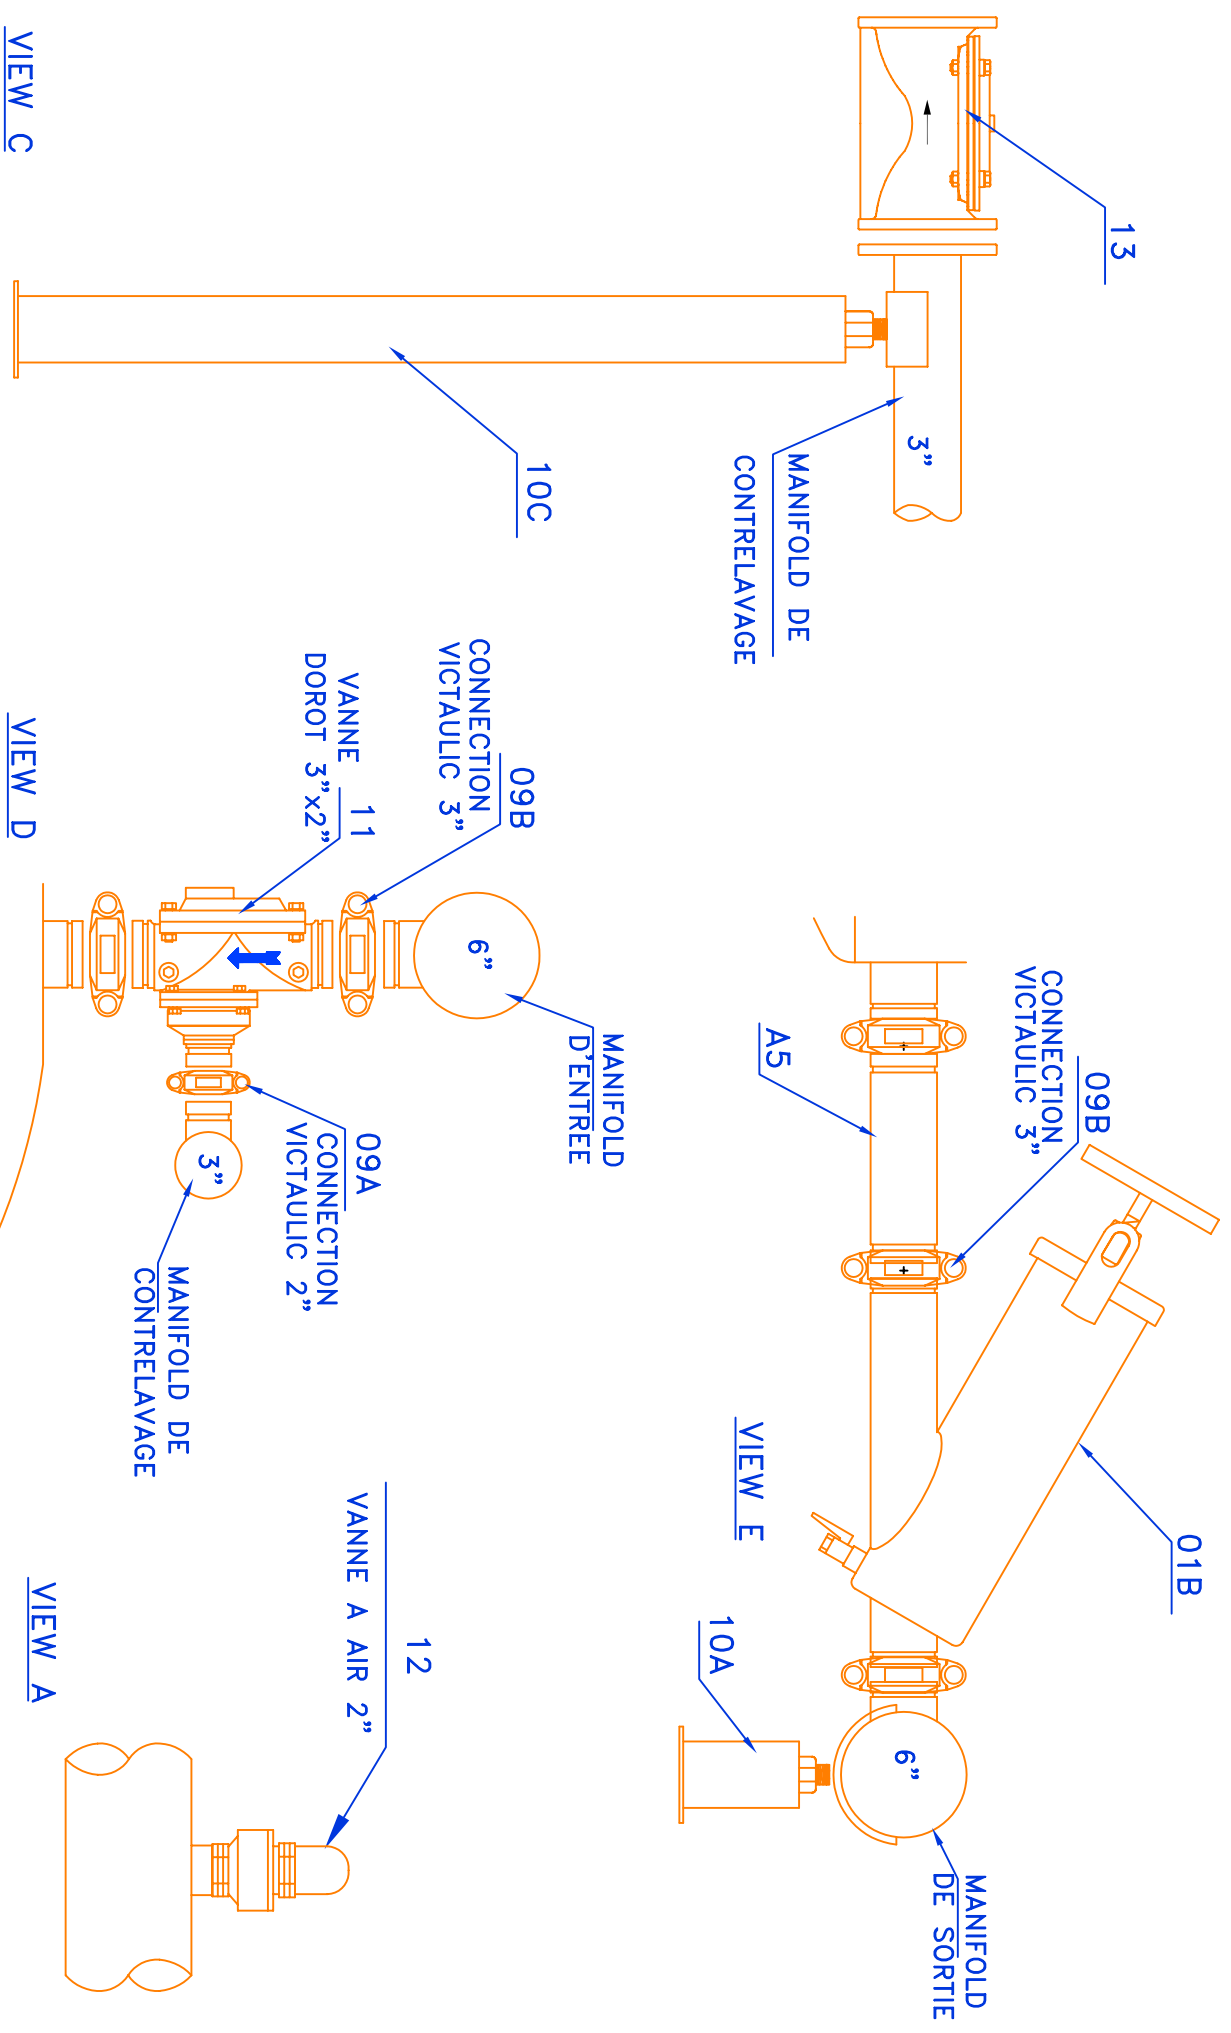 13
3”
MANIFOLD DE
CONTRELAVAGE
10C
VIEW C
09B
CONNECTION
VICTAULIC 3”
01B
A5
VIEW E
10A
6”
MANIFOLD
DE SORTIE
09B
CONNECTION
VICTAULIC 3”
VANNE 11
DOROT 3”x2”
6”
MANIFOLD
D'ENTREE
09A
CONNECTION
VICTAULIC 2”
3”
MANIFOLD DE
CONTRELAVAGE
VIEW D
12
VANNE A AIR 2”
VIEW A